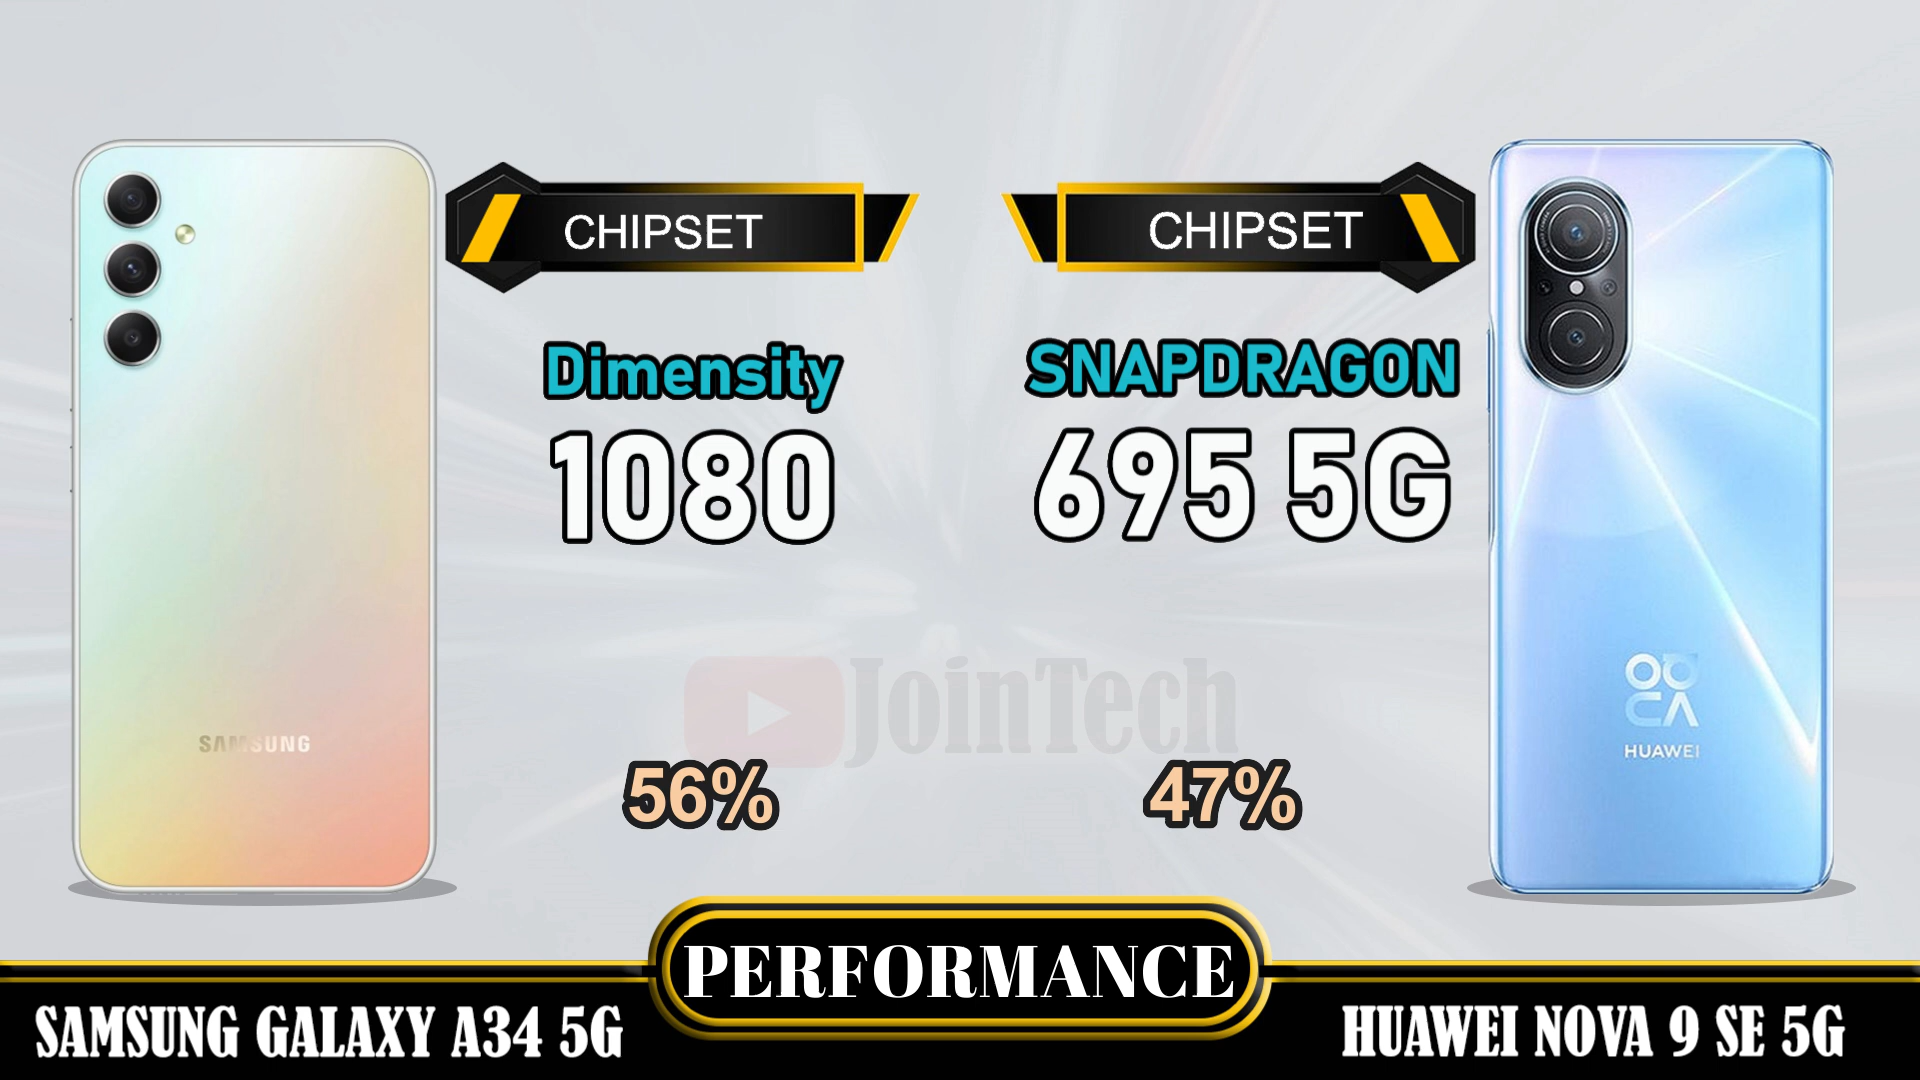 CHIPSET
CHIPSET
Dimensity
1080
SNAPDRAGON
695 5G
SAMSUNG
HUAWEI
JoinTech
56%
47%
PERFORMANCE
SAMSUNG GALAXY A34 5G
HUAWEI NOVA 9 SE 5G